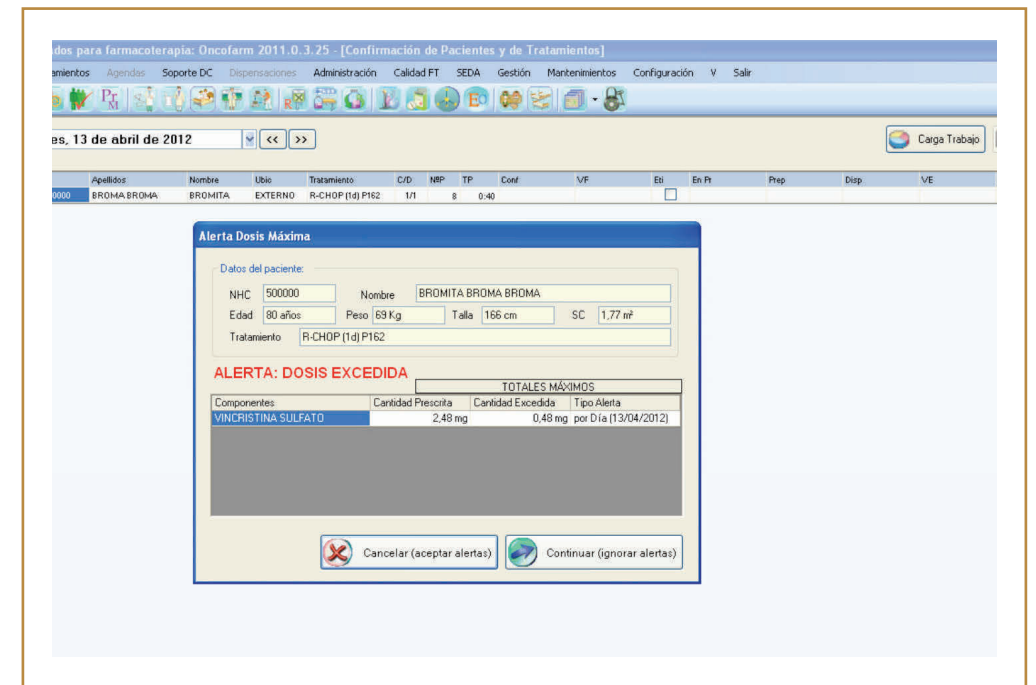 ados para farmacoterapia: Oncofarm 2011.0.3.25 - [Confirmación de Pacientes y de Tratamientos]
amientos Agendas Soporte DC Dispensaciones Administración Calidad FT SEDA Gestión Mantenimientos Configuración V Salir
es, 13 de abril de 2012 << >> Carga Trabajo
Apellidos Nombre Ubic Tratamiento C/D NºP TP Conf VF Eti En Pr Prep Disp VE
0000 BROMA BROMA BROMITA EXTERNO R-CHOP (1d) P162 1/1 8 0:40
Alerta Dosis Máxima
Datos del paciente:
NHC 500000 Nombre BROMITA BROMA BROMA
Edad 80 años Peso 69 Kg Talla 166 cm SC 1,77 m²
Tratamiento R-CHOP (1d) P162
ALERTA: DOSIS EXCEDIDA
TOTALES MÁXIMOS
Componentes Cantidad Prescrita Cantidad Excedida Tipo Alerta
VINCRISTINA SULFATO 2,48 mg 0,48 mg por Día (13/04/2012)
Cancelar (aceptar alertas) Continuar (ignorar alertas)